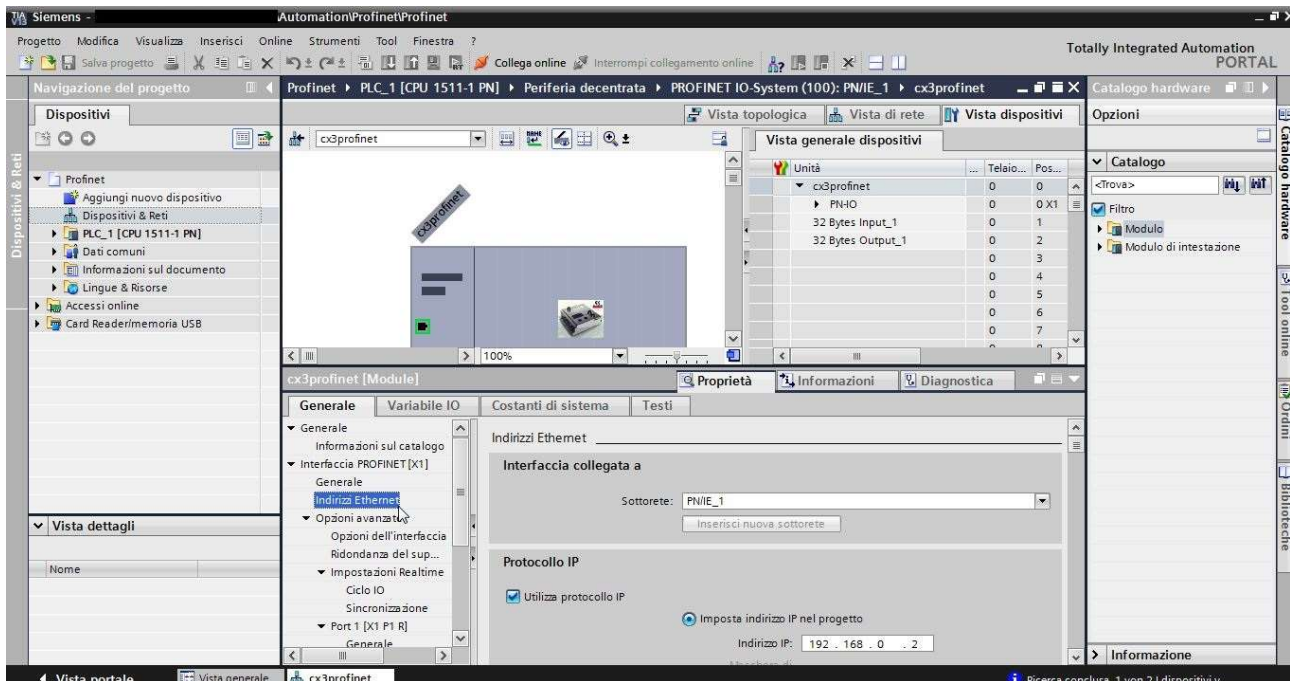 Siemens - Automation\Profinet\Profinet
Progetto Modifica Visualizza Inserisci Online Strumenti Tool Finestra ?
Totally Integrated Automation
PORTAL
Salva progetto Collega online Interrompi collegamento online
Navigazione del progetto
Profinet PLC_1 [CPU 1511-1 PN] Periferia decentrata PROFINET IO-System (100): PN/IE_1 cx3profinet
Catalogo hardware
Dispositivi
Vista topologica Vista di rete Vista dispositivi
Opzioni
cx3profinet
Vista generale dispositivi
Catalogo
Unità ... Telaio... Pos...
<Trova>
Filtro
Modulo
Modulo di intestazione
cx3profinet 0 0
PN-IO 0 0 X1
32 Bytes Input_1 0 1
32 Bytes Output_1 0 2
0 3
0 4
0 5
0 6
0 7
cx3profinet
100%
Dispositivi & Reti
Profinet
Aggiungi nuovo dispositivo
Dispositivi & Reti
PLC_1 [CPU 1511-1 PN]
Dati comuni
Informazioni sul documento
Lingue & Risorse
Accessi online
Card Reader/memoria USB
Vista dettagli
Nome
cx3profinet [Module]
Proprietà Informazioni Diagnostica
Generale Variabile IO Costanti di sistema Testi
Generale
Informazioni sul catalogo
Interfaccia PROFINET [X1]
Generale
Indirizzi Ethernet
Opzioni avanzate
Opzioni dell'interfaccia
Ridondanza del sup...
Impostazioni Realtime
Ciclo IO
Sincronizzazione
Port 1 [X1 P1 R]
Generale
Indirizzi Ethernet
Interfaccia collegata a
Sottorete: PN/IE_1
Inserisci nuova sottorete
Protocollo IP
Utilizza protocollo IP
Imposta indirizzo IP nel progetto
Indirizzo IP: 192 . 168 . 0 . 2
Catalogo hardware
Tool online
Ordini
Biblioteche
Informazione
Vista portale Vista generale cx3profinet